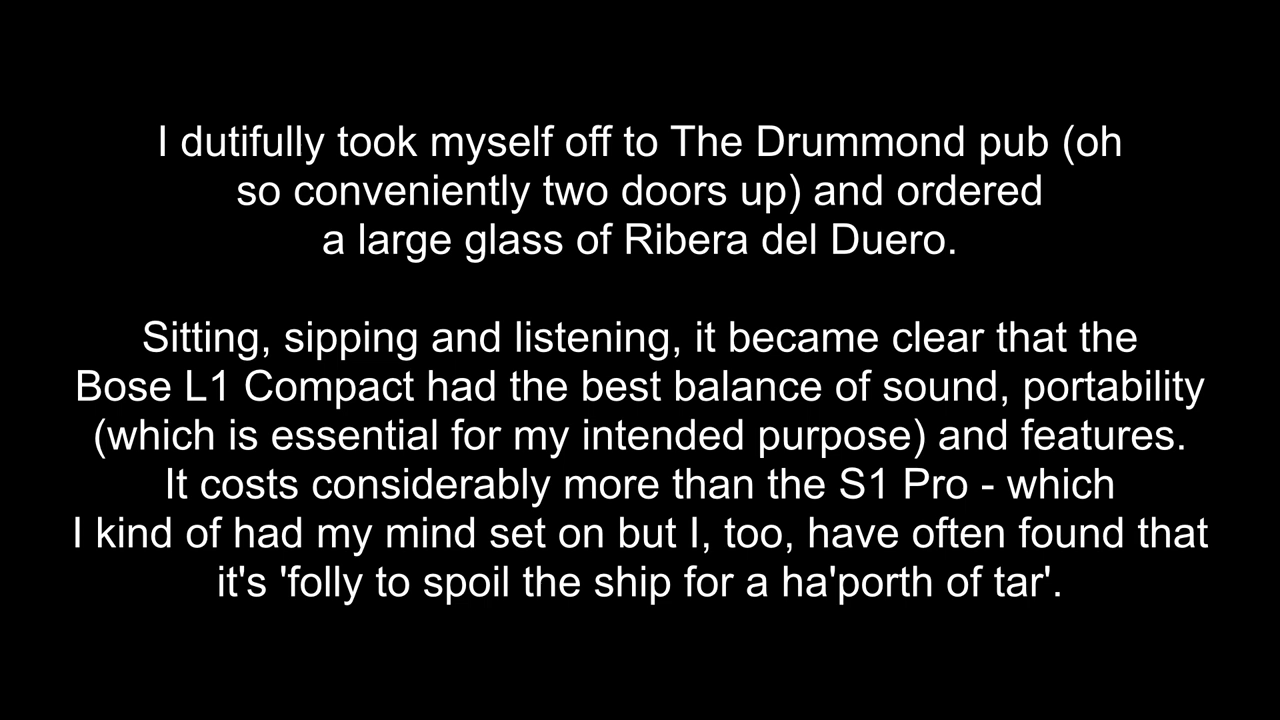 I dutifully took myself off to The Drummond pub (oh
so conveniently two doors up) and ordered
a large glass of Ribera del Duero.
Sitting, sipping and listening, it became clear that the
Bose L1 Compact had the best balance of sound, portability
(which is essential for my intended purpose) and features.
It costs considerably more than the S1 Pro - which
I kind of had my mind set on but I, too, have often found that
it's 'folly to spoil the ship for a ha'porth of tar'.